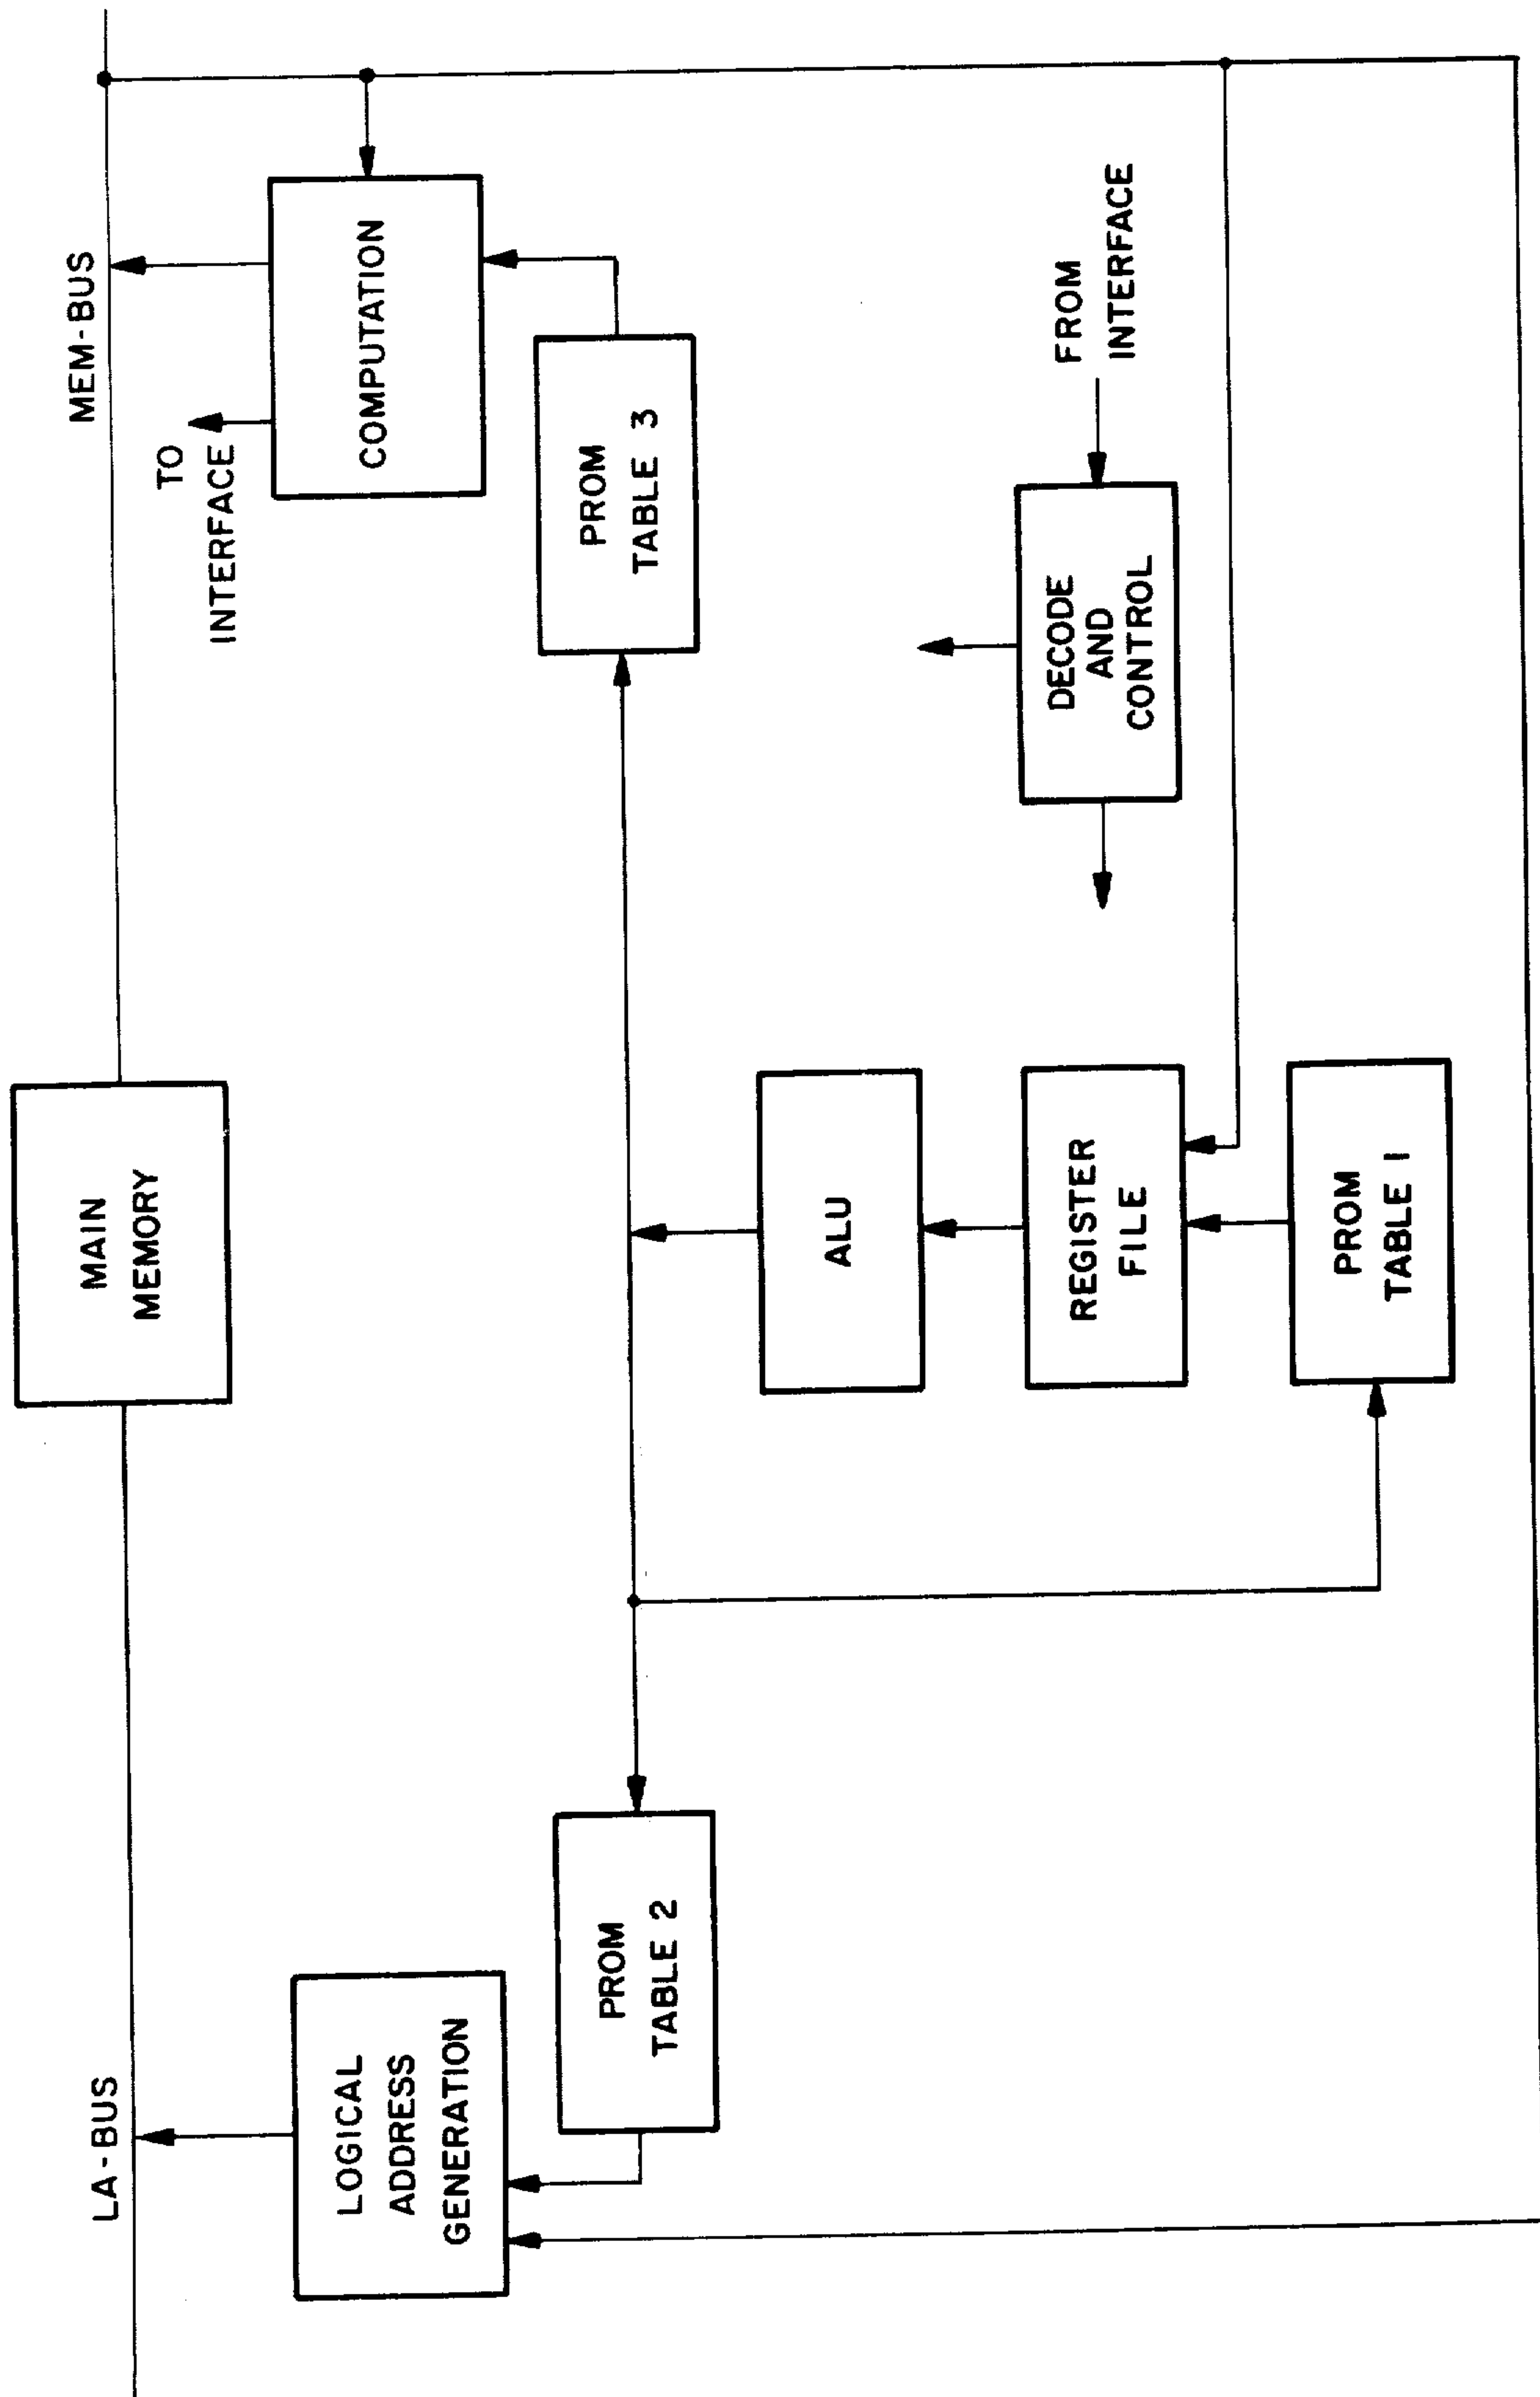 LA-BUS
MAIN
MEMORY
MEM-BUS
TO
INTERFACE
LOGICAL
ADDRESS
GENERATION
COMPUTATION
PROM
TABLE 2
PROM
TABLE 3
ALU
REGISTER
FILE
DECODE
AND
CONTROL
FROM
INTERFACE
PROM
TABLE 1